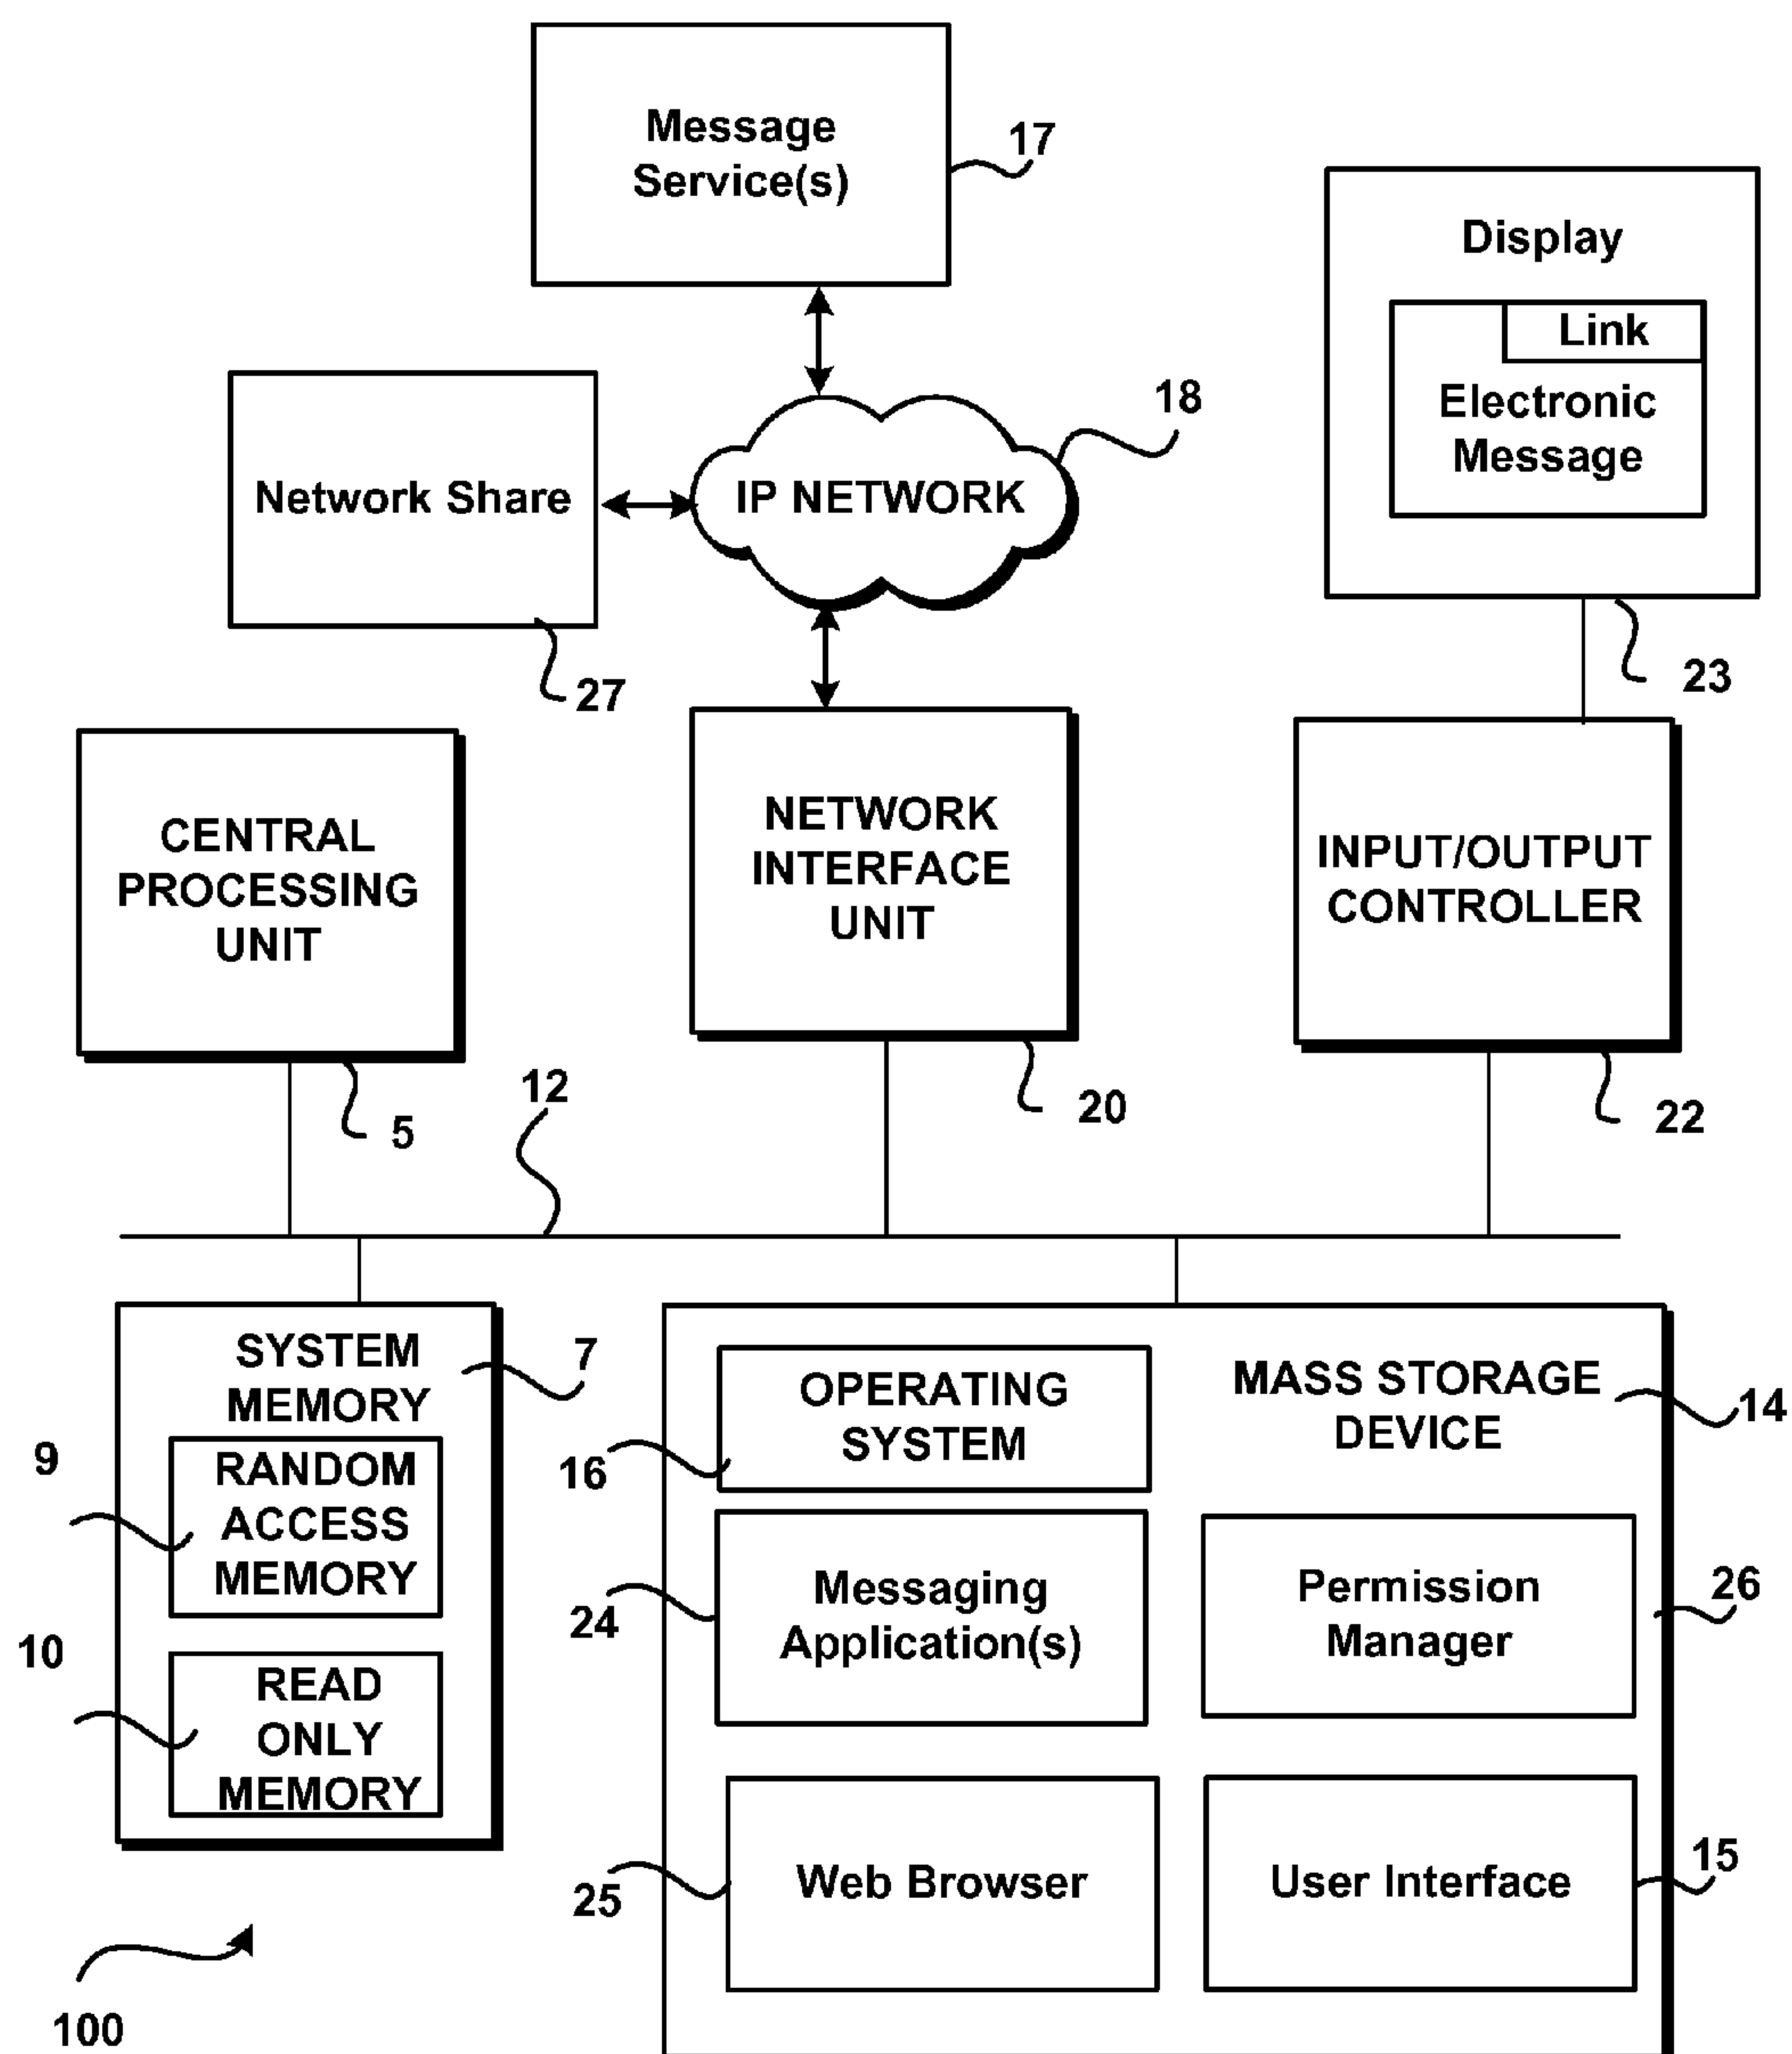 Message
Service(s)
17
Display
Link
Electronic
Message
18
Network Share
IP NETWORK
27
23
CENTRAL
PROCESSING
UNIT
NETWORK
INTERFACE
UNIT
INPUT/OUTPUT
CONTROLLER
12
5
20
22
SYSTEM
MEMORY
7
OPERATING
SYSTEM
MASS STORAGE
DEVICE
14
9
RANDOM
ACCESS
MEMORY
16
Messaging
Application(s)
24
Permission
Manager
26
10
READ
ONLY
MEMORY
Web Browser
25
User Interface
15
100